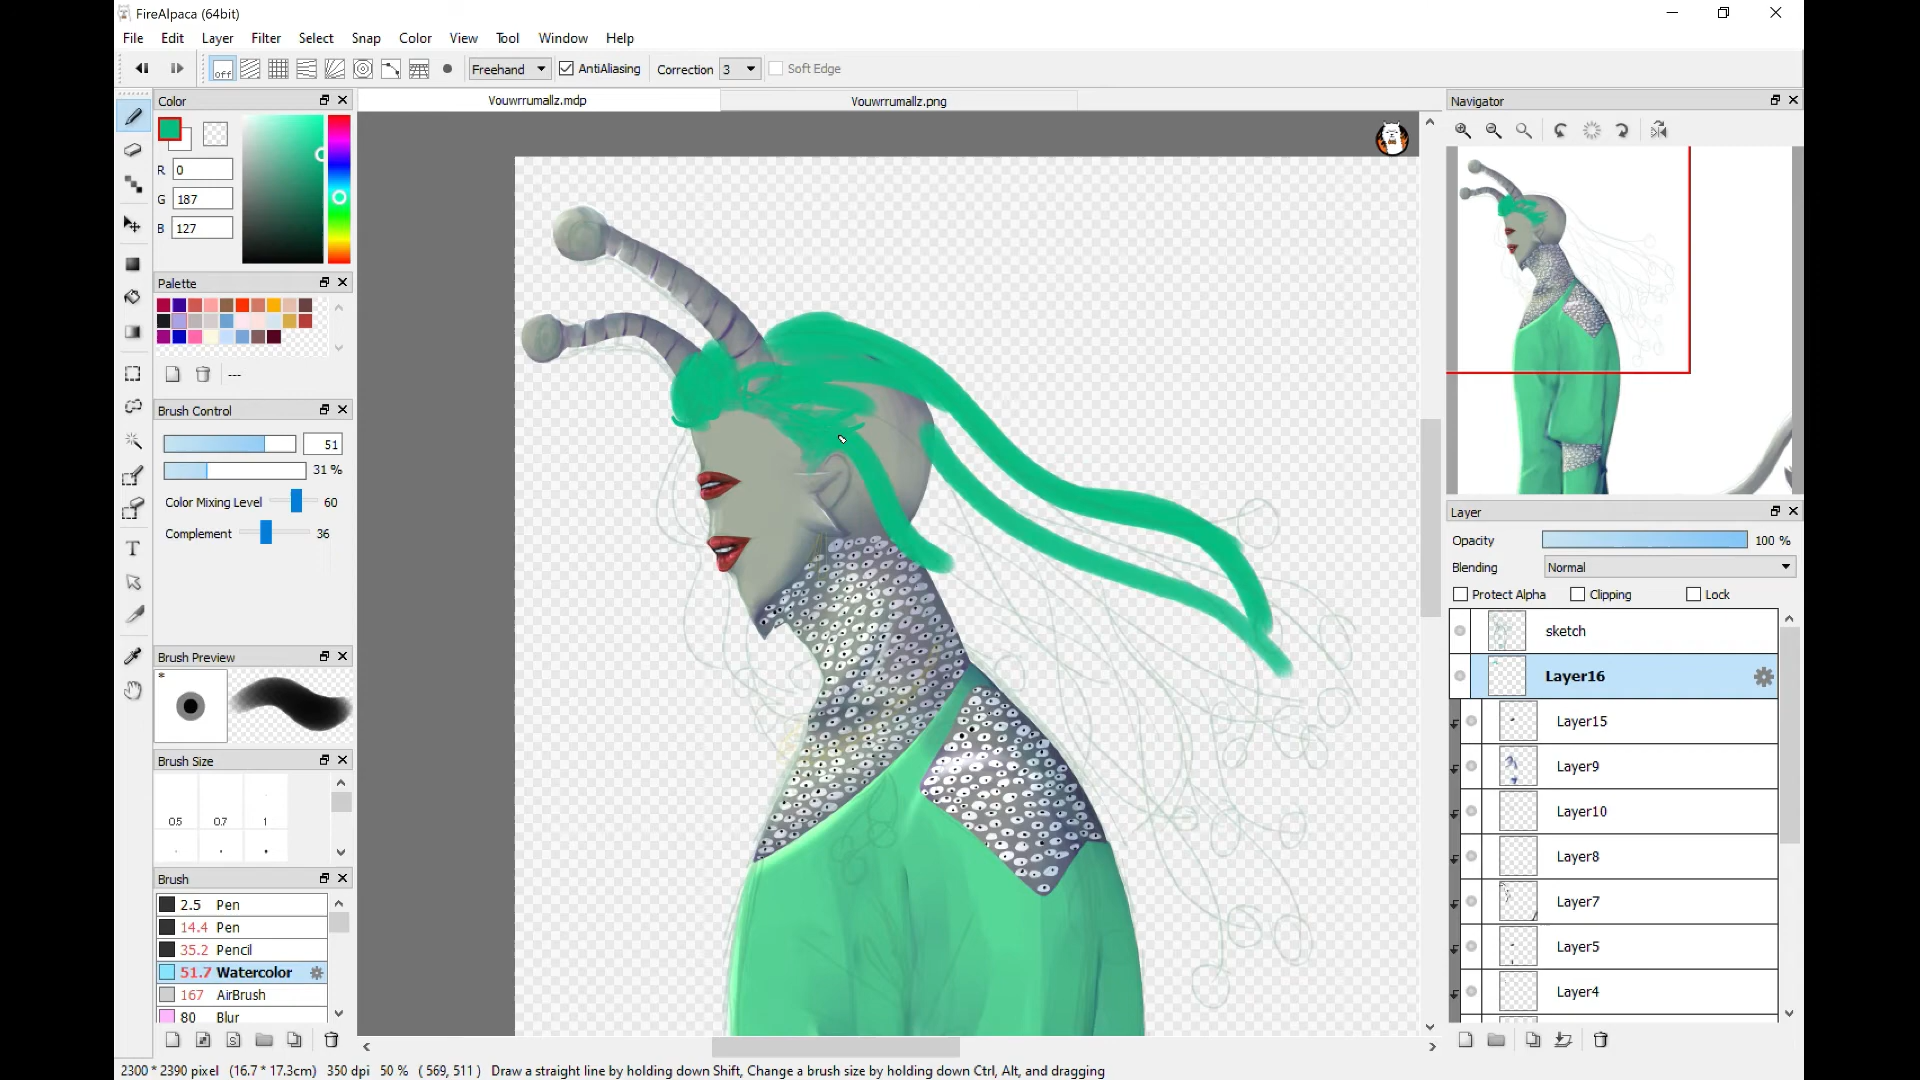 FireAlpaca (64bit)
File Edit Layer Filter Select Snap Color View Tool Window Help
off Freehand AntiAliasing Correction 3 Soft Edge
Color
Vouwrrumallz.mdp Vouwrrumallz.png
Navigator
R 0
G 187
B 127
Palette
---
Brush Control
51
31 %
Color Mixing Level 60
Complement 36
Brush Preview
*
Brush Size
0.5 0.7 1
Brush
2.5 Pen
14.4 Pen
35.2 Pencil
51.7 Watercolor
167 AirBrush
80 Blur
S
T
Layer
Opacity 100 %
Blending Normal
Protect Alpha Clipping Lock
sketch
Layer16
Layer15
Layer9
Layer10
Layer8
Layer7
Layer5
Layer4
2300 * 2390 pixel (16.7 * 17.3cm) 350 dpi 50 % ( 569, 511 ) Draw a straight line by holding down Shift, Change a brush size by holding down Ctrl, Alt, and dragging